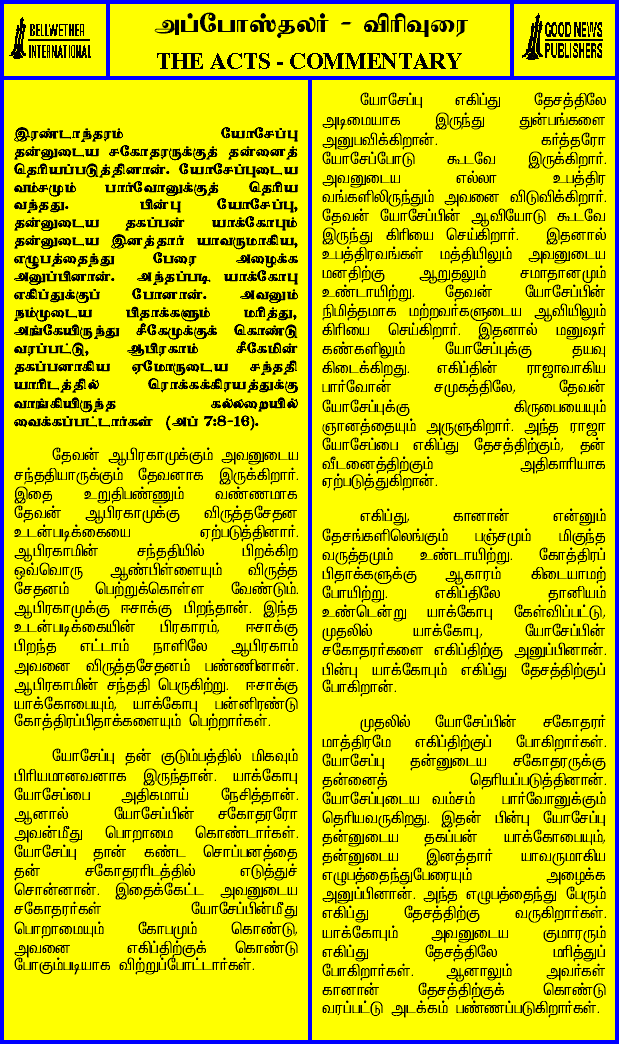 BELLWETHER
INTERNATIONAL
அப்போஸ்தலர் - விரிவுரை
THE ACTS - COMMENTARY
GOOD NEWS
PUBLISHERS
இரண்டாந்தரம் யோசேப்பு
தன்னுடைய சகோதரருக்குத் தன்னைத்
தெரியப்படுத்தினான். யோசேப்புடைய
வம்சமும் பார்வோனுக்குத் தெரிய
வந்தது. பின்பு யோசேப்பு,
தன்னுடைய தகப்பன் யாக்கோபும்
தன்னுடைய இனத்தார் யாவருமாகிய,
எழுபத்தைந்து பேரை அழைக்க
அனுப்பினான். அந்தப்படி யாக்கோபு
எகிப்துக்குப் போனான். அவனும்
நம்முடைய பிதாக்களும் மரித்து,
அங்கேயிருந்து சீகேமுக்குக் கொண்டு
வரப்பட்டு, ஆபிரகாம் சீகேமின்
தகப்பனாகிய ஏமோருடைய சந்ததி
யாரிடத்தில் ரொக்கக்கிரயத்துக்கு
வாங்கியிருந்த கல்லறையில்
வைக்கப்பட்டார்கள் (அப் 7:8-16).
தேவன் ஆபிரகாமுக்கும் அவனுடைய
சந்ததியாருக்கும் தேவனாக இருக்கிறார்.
இதை உறுதிபண்ணும் வண்ணமாக
தேவன் ஆபிரகாமுக்கு விருத்தசேதன
உடன்படிக்கையை ஏற்படுத்தினார்.
ஆபிரகாமின் சந்ததியில் பிறக்கிற
ஒவ்வொரு ஆண்பிள்ளையும் விருத்த
சேதனம் பெற்றுக்கொள்ள வேண்டும்.
ஆபிரகாமுக்கு ஈசாக்கு பிறந்தான். இந்த
உடன்படிக்கையின் பிரகாரம், ஈசாக்கு
பிறந்த எட்டாம் நாளிலே ஆபிரகாம்
அவனை விருத்தசேதனம் பண்ணினான்.
ஆபிரகாமின் சந்ததி பெருகிற்று. ஈசாக்கு
யாக்கோபையும், யாக்கோபு பன்னிரண்டு
கோத்திரப்பிதாக்களையும் பெற்றார்கள்.
யோசேப்பு தன் குடும்பத்தில் மிகவும்
பிரியமானவனாக இருந்தான். யாக்கோபு
யோசேப்பை அதிகமாய் நேசித்தான்.
ஆனால் யோசேப்பின் சகோதரரோ
அவன்மீது பொறாமை கொண்டார்கள்.
யோசேப்பு தான் கண்ட சொப்பனத்தை
தன் சகோதரரிடத்தில் எடுத்துச்
சொன்னான். இதைக்கேட்ட அவனுடைய
சகோதரர்கள் யோசேப்பின்மீது
பொறாமையும் கோபமும் கொண்டு,
அவனை எகிப்திற்குக் கொண்டு
போகும்படியாக விற்றுப்போட்டார்கள்.
யோசேப்பு எகிப்து தேசத்திலே
அடிமையாக இருந்து துன்பங்களை
அனுபவிக்கிறான். கர்த்தரோ
யோசேப்போடு கூடவே இருக்கிறார்.
அவனுடைய எல்லா உபத்திர
வங்களிலிருந்தும் அவனை விடுவிக்கிறார்.
தேவன் யோசேப்பின் ஆவியோடு கூடவே
இருந்து கிரியை செய்கிறார். இதனால்
உபத்திரவங்கள் மத்தியிலும் அவனுடைய
மனதிற்கு ஆறுதலும் சமாதானமும்
உண்டாயிற்று. தேவன் யோசேப்பின்
நிமித்தமாக மற்றவர்களுடைய ஆவியிலும்
கிரியை செய்கிறார். இதனால் மனுஷர்
கண்களிலும் யோசேப்புக்கு தயவு
கிடைக்கிறது. எகிப்தின் ராஜாவாகிய
பார்வோன் சமுகத்திலே, தேவன்
யோசேப்புக்கு கிருபையையும்
ஞானத்தையும் அருளுகிறார். அந்த ராஜா
யோசேப்பை எகிப்து தேசத்திற்கும், தன்
வீடனைத்திற்கும் அதிகாரியாக
ஏற்படுத்துகிறான்.
எகிப்து, கானான் என்னும்
தேசங்களிலெங்கும் பஞ்சமும் மிகுந்த
வருத்தமும் உண்டாயிற்று. கோத்திரப்
பிதாக்களுக்கு ஆகாரம் கிடையாமற்
போயிற்று. எகிப்திலே தானியம்
உண்டென்று யாக்கோபு கேள்விப்பட்டு,
முதலில் யாக்கோபு, யோசேப்பின்
சகோதரர்களை எகிப்திற்கு அனுப்பினான்.
பின்பு யாக்கோபும் எகிப்து தேசத்திற்குப்
போகிறான்.
முதலில் யோசேப்பின் சகோதரர்
மாத்திரமே எகிப்திற்குப் போகிறார்கள்.
யோசேப்பு தன்னுடைய சகோதரருக்கு
தன்னைத் தெரியப்படுத்தினான்.
யோசேப்புடைய வம்சம் பார்வோனுக்கும்
தெரியவருகிறது. இதன் பின்பு யோசேப்பு
தன்னுடைய தகப்பன் யாக்கோபையும்,
தன்னுடைய இனத்தார் யாவருமாகிய
எழுபத்தைந்துபேரையும் அழைக்க
அனுப்பினான். அந்த எழுபத்தைந்து பேரும்
எகிப்து தேசத்திற்கு வருகிறார்கள்.
யாக்கோபும் அவனுடைய குமாரரும்
எகிப்து தேசத்திலே மரித்துப்
போகிறார்கள். ஆனாலும் அவர்கள்
கானான் தேசத்திற்குக் கொண்டு
வரப்பட்டு அடக்கம் பண்ணப்படுகிறார்கள்.